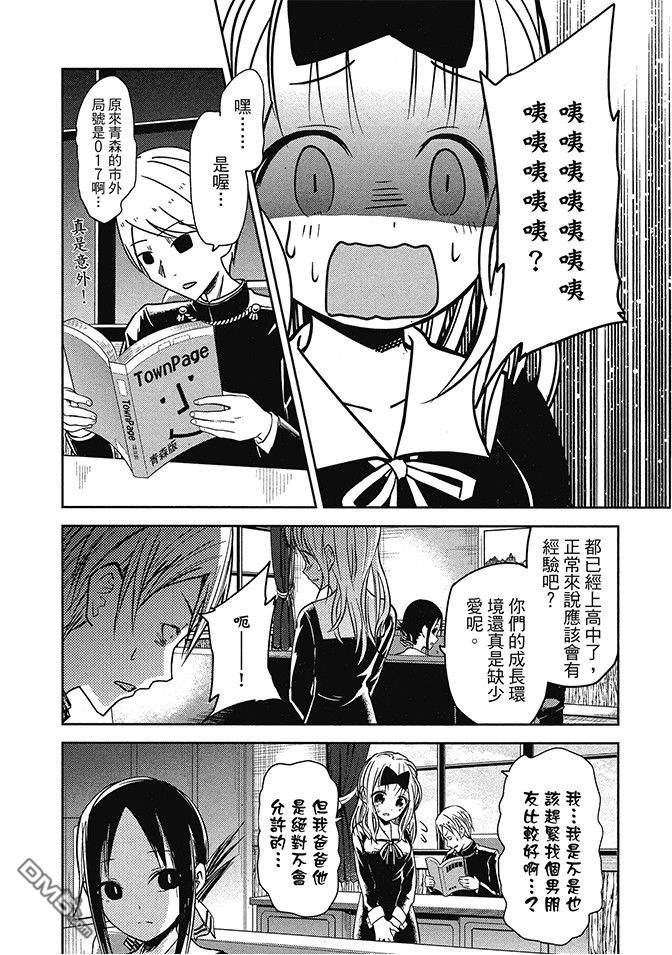 咦咦咦咦咦咦咦
咦咦咦咦咦?
嘿……
是喔…
原來青森的市外
局號是017啊…
真是意外!
TownPage
TownPage
青森版
都已經上高中了,
正常來說應該會有
經驗吧?
你們的成長環
境還真是缺少
愛呢。
呃——!
我…我是不是也
該趕緊找個男朋
友比較好啊…?
但我爸爸他
是絕對不會
允許的…